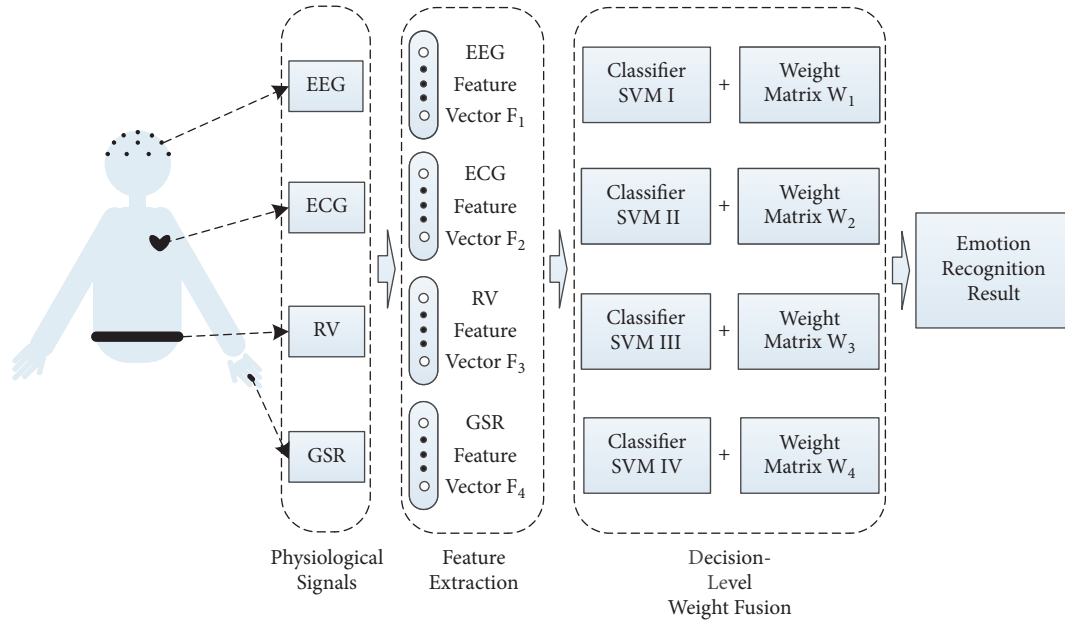 EEG
ECG
RV
GSR
Physiological
Signals
EEG
Feature
Vector F₁
ECG
Feature
Vector F₂
RV
Feature
Vector F₃
GSR
Feature
Vector F₄
Feature
Extraction
Classifier
SVM I
+
Weight
Matrix W₁
Classifier
SVM II
+
Weight
Matrix W₂
Classifier
SVM III
+
Weight
Matrix W₃
Classifier
SVM IV
+
Weight
Matrix W₄
Decision-
Level
Weight Fusion
Emotion
Recognition
Result